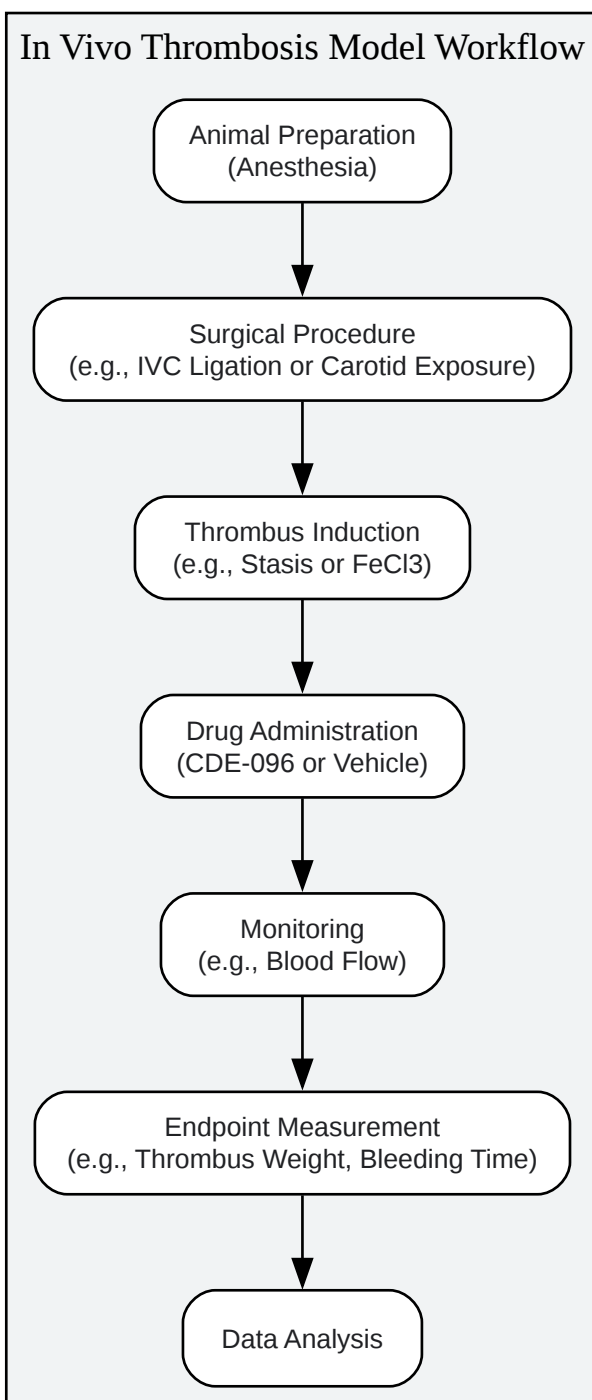 In Vivo Thrombosis Model Workflow
Animal Preparation
(Anesthesia)
Surgical Procedure
(e.g., IVC Ligation or Carotid Exposure)
Thrombus Induction
(e.g., Stasis or FeCl3)
Drug Administration
(CDE-096 or Vehicle)
Monitoring
(e.g., Blood Flow)
Endpoint Measurement
(e.g., Thrombus Weight, Bleeding Time)
Data Analysis